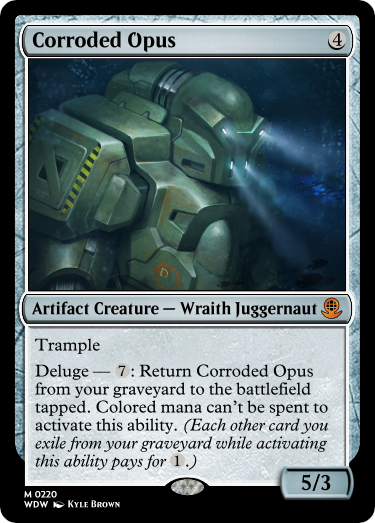 Corroded Opus 4
Artifact Creature — Wraith Juggernaut
Trample
Deluge — 7 : Return Corroded Opus
from your graveyard to the battlefield
tapped. Colored mana can't be spent to
activate this ability. (Each other card you
exile from your graveyard while activating
this ability pays for 1 .)
5/3
M 0220
WDW KYLE BROWN